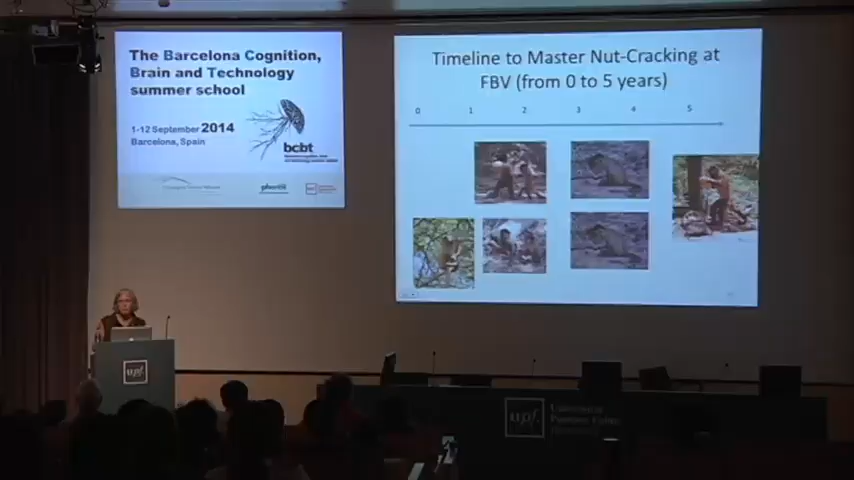 The Barcelona Cognition,
Brain and Technology
summer school
1-12 September 2014
Barcelona, Spain
bcbt
Timeline to Master Nut-Cracking at
FBV (from 0 to 5 years)
0 1 2 3 4 5
upf.
upf.